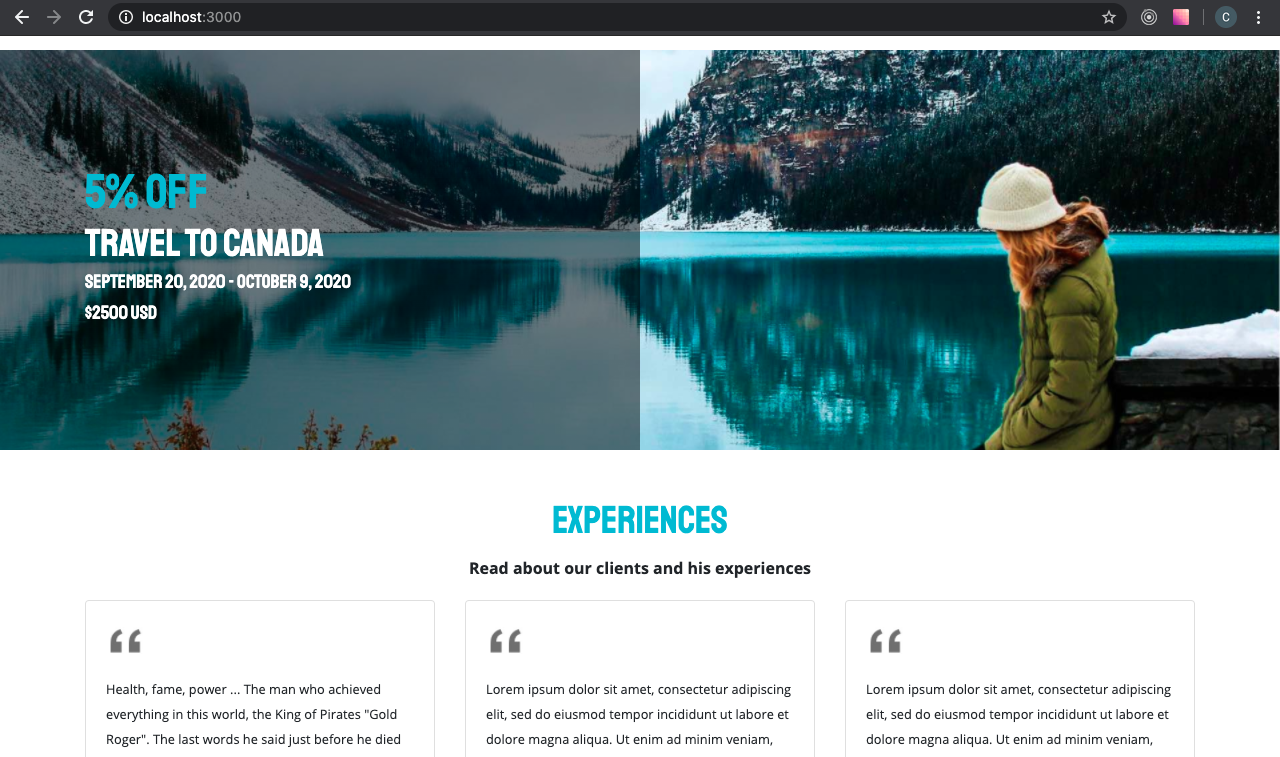 localhost:3000
C
5% OFF
TRAVEL TO CANADA
SEPTEMBER 20, 2020 - OCTOBER 9, 2020
$2500 USD
EXPERIENCES
Read about our clients and his experiences
“
Health, fame, power ... The man who achieved
everything in this world, the King of Pirates "Gold
Roger". The last words he said just before he died
“
Lorem ipsum dolor sit amet, consectetur adipiscing
elit, sed do eiusmod tempor incididunt ut labore et
dolore magna aliqua. Ut enim ad minim veniam,
“
Lorem ipsum dolor sit amet, consectetur adipiscing
elit, sed do eiusmod tempor incididunt ut labore et
dolore magna aliqua. Ut enim ad minim veniam,